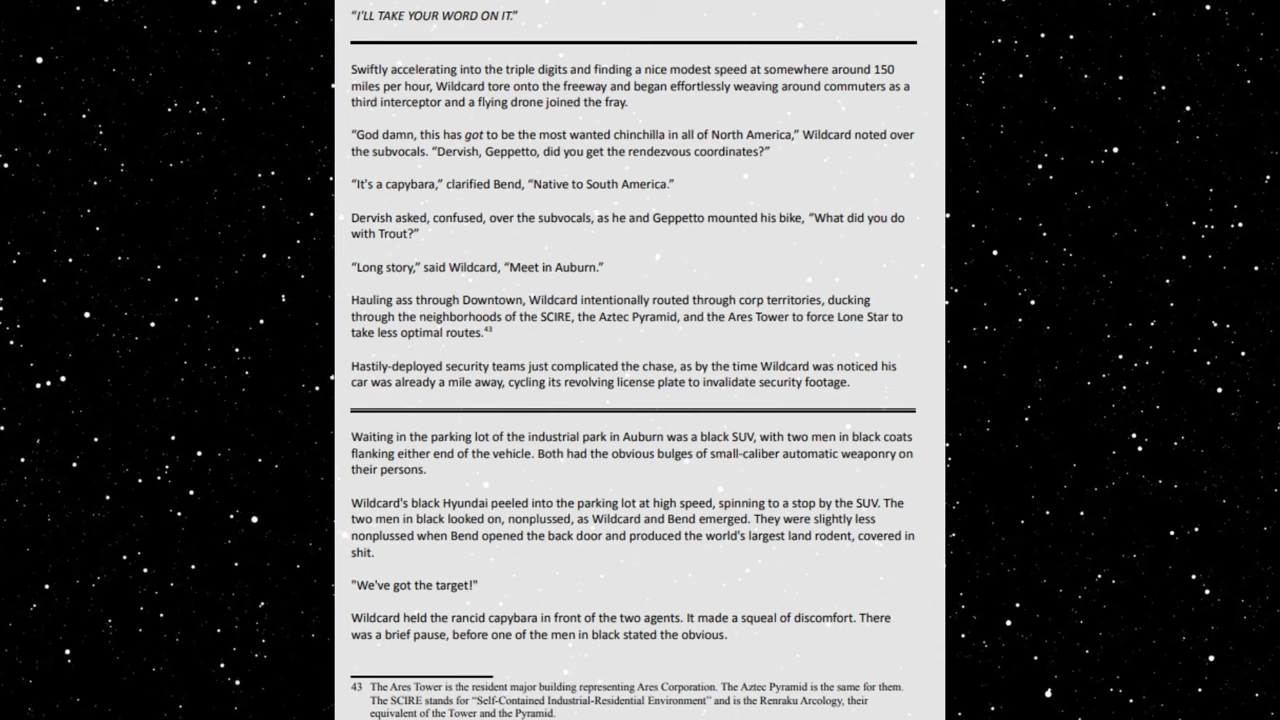 “I’LL TAKE YOUR WORD ON IT.”
Swiftly accelerating into the triple digits and finding a nice modest speed at somewhere around 150
miles per hour, Wildcard tore onto the freeway and began effortlessly weaving around commuters as a
third interceptor and a flying drone joined the fray.
“God damn, this has got to be the most wanted chinchilla in all of North America,” Wildcard noted over
the subvocals. “Dervish, Geppetto, did you get the rendezvous coordinates?”
“It’s a capybara,” clarified Bend, “Native to South America.”
Dervish asked, confused, over the subvocals, as he and Geppetto mounted his bike, “What did you do
with Trout?”
“Long story,” said Wildcard, “Meet in Auburn.”
Hauling ass through Downtown, Wildcard intentionally routed through corp territories, ducking
through the neighborhoods of the SCIRE, the Aztec Pyramid, and the Ares Tower to force Lone Star to
take less optimal routes.43
Hastily-deployed security teams just complicated the chase, as by the time Wildcard was noticed his
car was already a mile away, cycling its revolving license plate to invalidate security footage.
Waiting in the parking lot of the industrial park in Auburn was a black SUV, with two men in black coats
flanking either end of the vehicle. Both had the obvious bulges of small-caliber automatic weaponry on
their persons.
Wildcard's black Hyundai peeled into the parking lot at high speed, spinning to a stop by the SUV. The
two men in black looked on, nonplussed, as Wildcard and Bend emerged. They were slightly less
nonplussed when Bend opened the back door and produced the world's largest land rodent, covered in
shit.
"We've got the target!"
Wildcard held the rancid capybara in front of the two agents. It made a squeal of discomfort. There
was a brief pause, before one of the men in black stated the obvious.
43 The Ares Tower is the resident major building representing Ares Corporation. The Aztec Pyramid is the same for them.
The SCIRE stands for “Self-Contained Industrial-Residential Environment” and is the Renraku Arcology, their
equivalent of the Tower and the Pyramid.